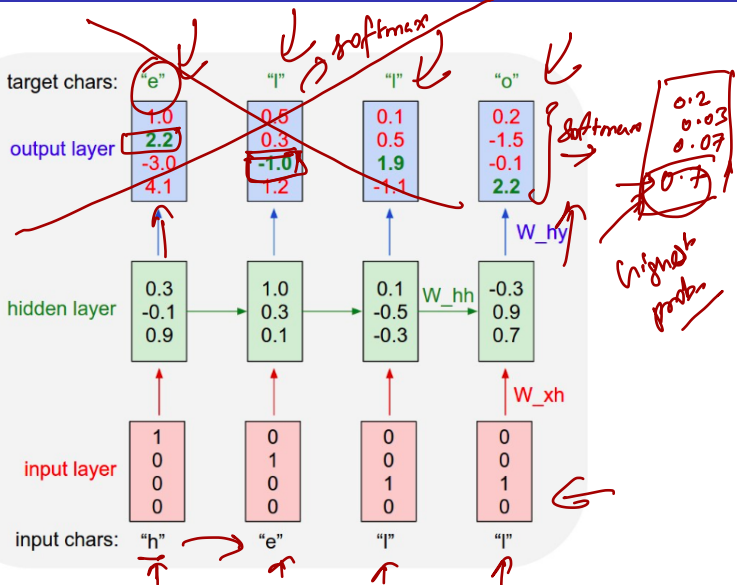 softmax
target chars: "e" "l" "l" "o"
output layer
1.0 0.5 0.1 0.2
2.2 0.3 0.5 -1.5
-3.0 -1.0 1.9 -0.1
4.1 1.2 -1.1 2.2
softmax
0.2
0.03
0.07
0.7
highest
prob.
W_hy
hidden layer
0.3 1.0 0.1 -0.3
-0.1 0.3 -0.5 0.9
0.9 0.1 -0.3 0.7
W_hh
W_xh
input layer
1 0 0 0
0 1 0 0
0 0 1 1
0 0 0 0
input chars: "h" "e" "l" "l"